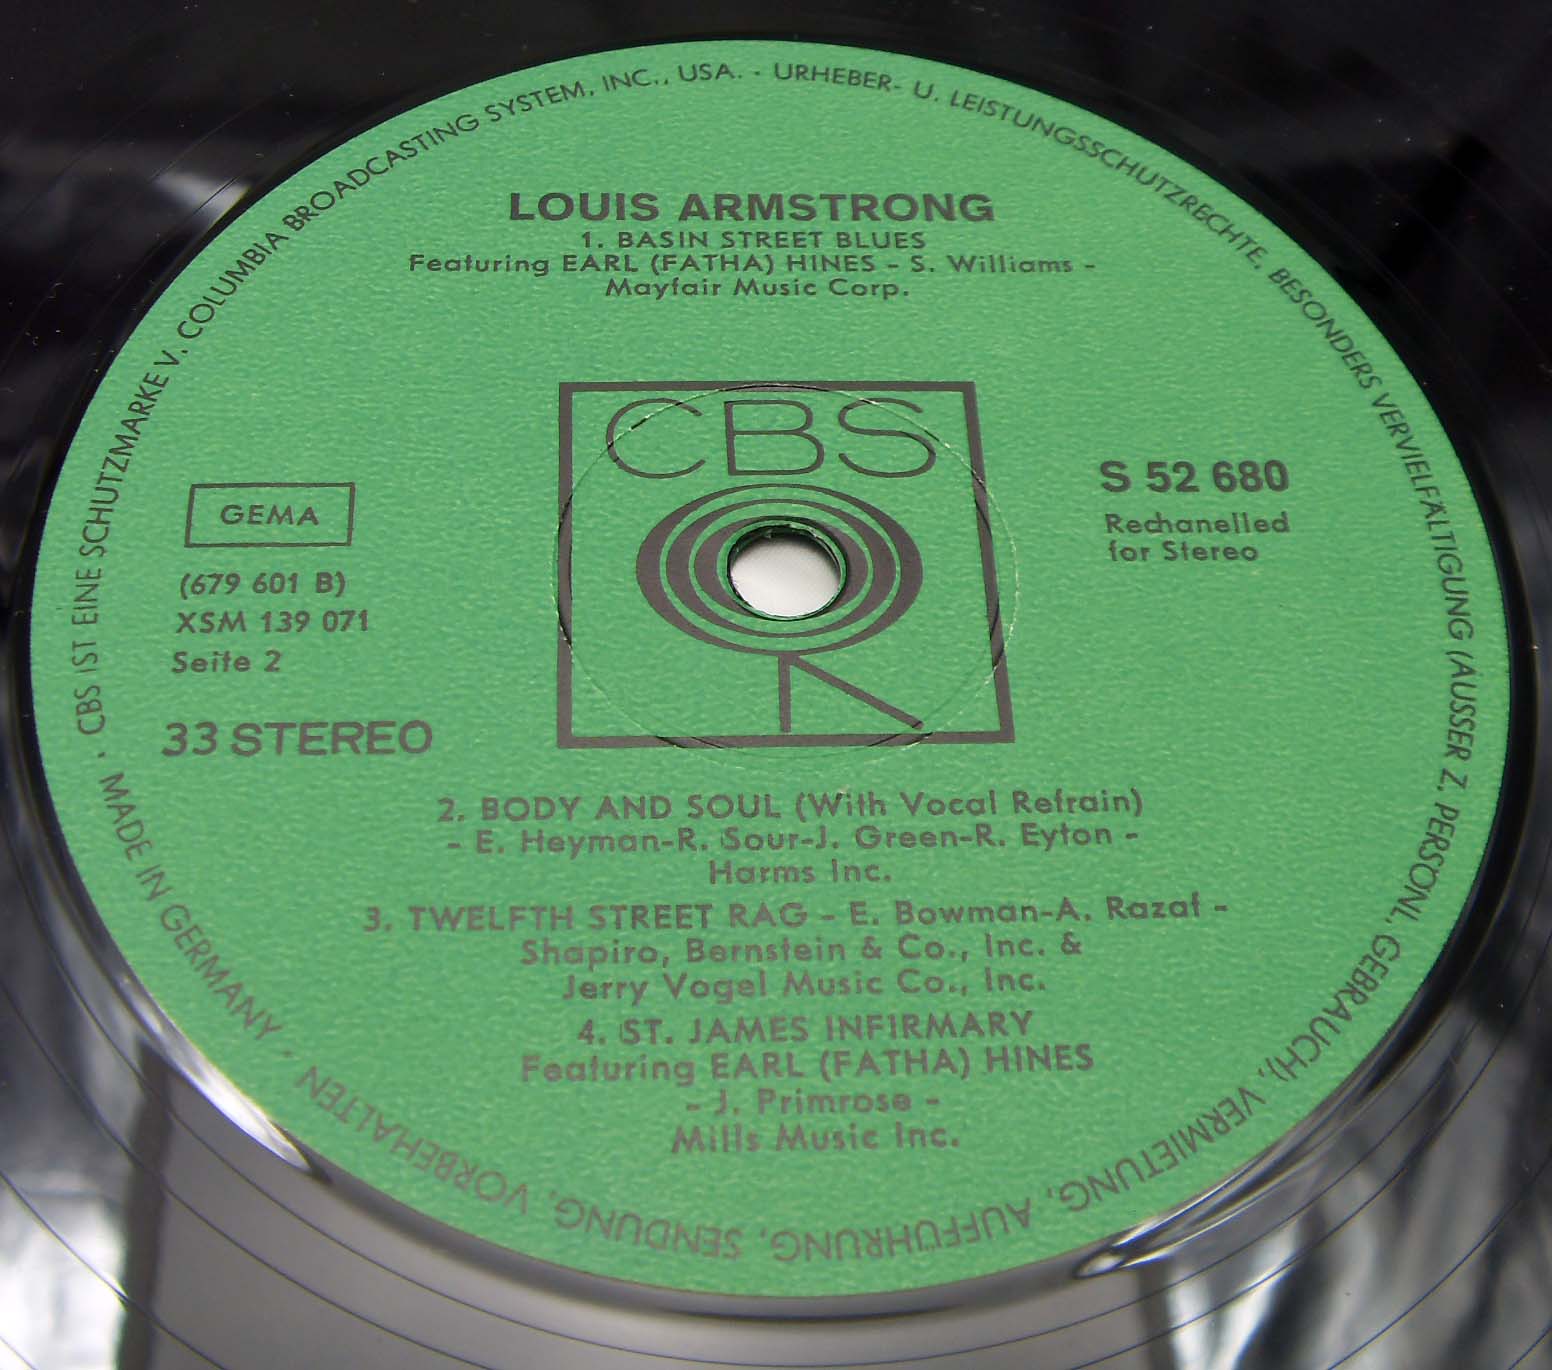 CBS IST EINE SCHUTZMARKE V. COLUMBIA BROADCASTING SYSTEM, INC., USA. · URHEBER- U. LEISTUNGSSCHUTZRECHTE, BESONDERS VERVIELFÄLTIGUNG (AUSSER Z. PERSÖNL. GEBRAUCH), VERMIETUNG, AUFFÜHRUNG, SENDUNG, VORBEHALTEN · MADE IN GERMANY ·
LOUIS ARMSTRONG
1. BASIN STREET BLUES
Featuring EARL (FATHA) HINES - S. Williams -
Mayfair Music Corp.
CBS
GEMA
(679 601 B)
XSM 139 071
Seite 2
33 STEREO
S 52 680
Rechanelled
for Stereo
2. BODY AND SOUL (With Vocal Refrain)
- E. Heyman-R. Sour-J. Green-R. Eyton -
Harms Inc.
3. TWELFTH STREET RAG - E. Bowman-A. Razaf -
Shapiro, Bernstein & Co., Inc. &
Jerry Vogel Music Co., Inc.
4. ST. JAMES INFIRMARY
Featuring EARL (FATHA) HINES
- J. Primrose -
Mills Music Inc.